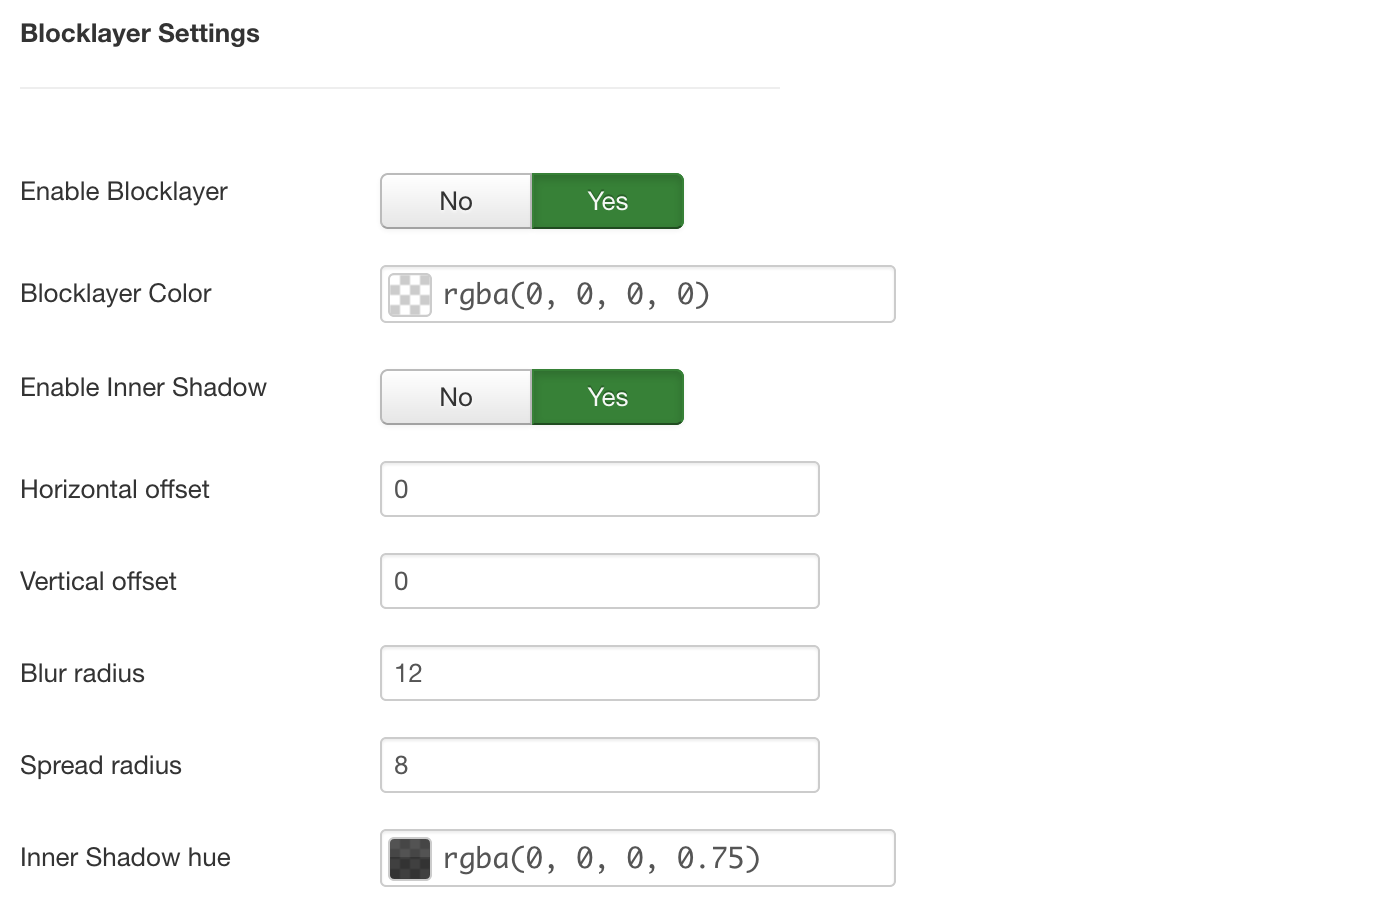 Blocklayer Settings
Enable Blocklayer
No Yes
Blocklayer Color
rgba(0, 0, 0, 0)
Enable Inner Shadow
No Yes
Horizontal offset
0
Vertical offset
0
Blur radius
12
Spread radius
8
Inner Shadow hue
rgba(0, 0, 0, 0.75)